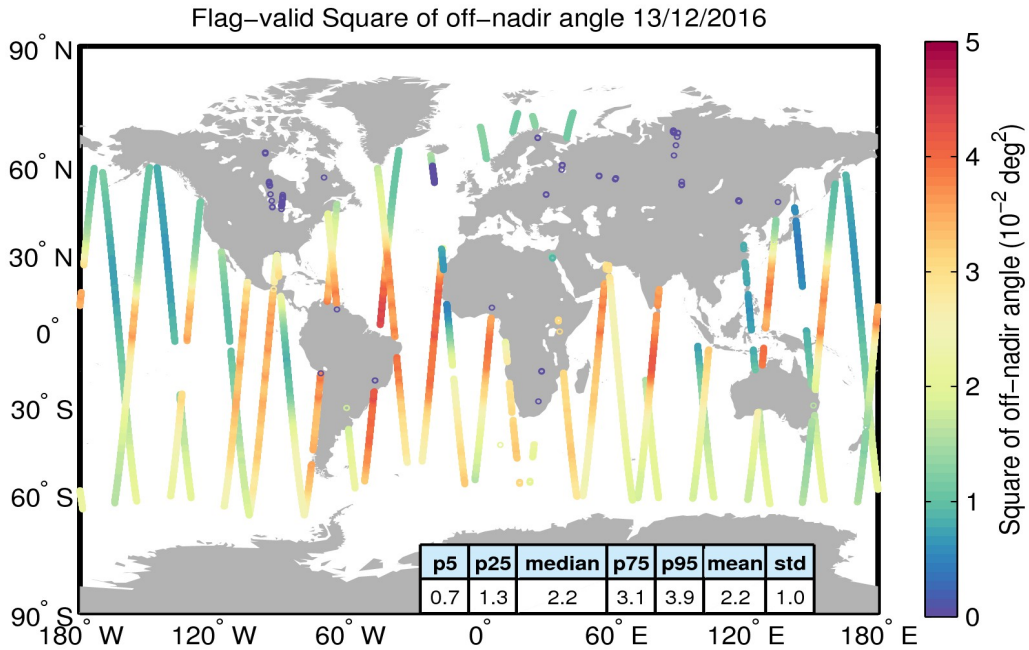 Flag−valid Square of off−nadir angle 13/12/2016
90° N
60° N
30° N
0°
30° S
60° S
90° S
180° W
120° W
60° W
0°
60° E
120° E
180° E
p5 p25 median p75 p95 mean std
0.7 1.3 2.2 3.1 3.9 2.2 1.0
5
4
3
2
1
0
Square of off−nadir angle (10⁻² deg²)